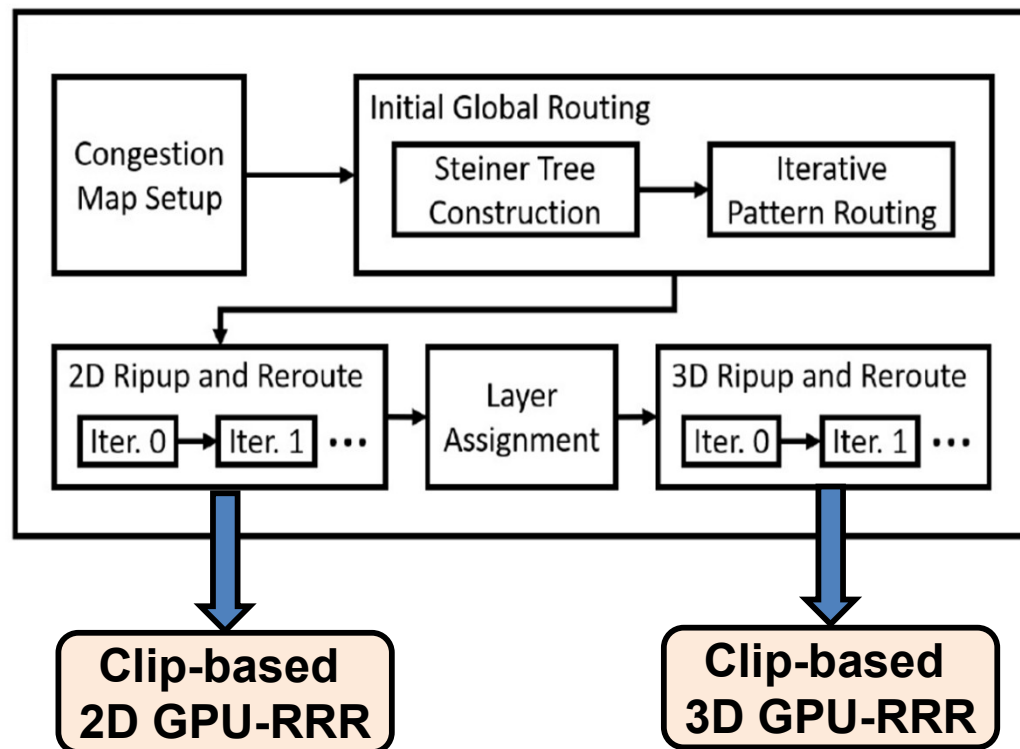 Congestion
Map Setup
Initial Global Routing
Steiner Tree
Construction
Iterative
Pattern Routing
2D Ripup and Reroute
Iter. 0
Iter. 1
•••
Layer
Assignment
3D Ripup and Reroute
Iter. 0
Iter. 1
•••
Clip-based
2D GPU-RRR
Clip-based
3D GPU-RRR